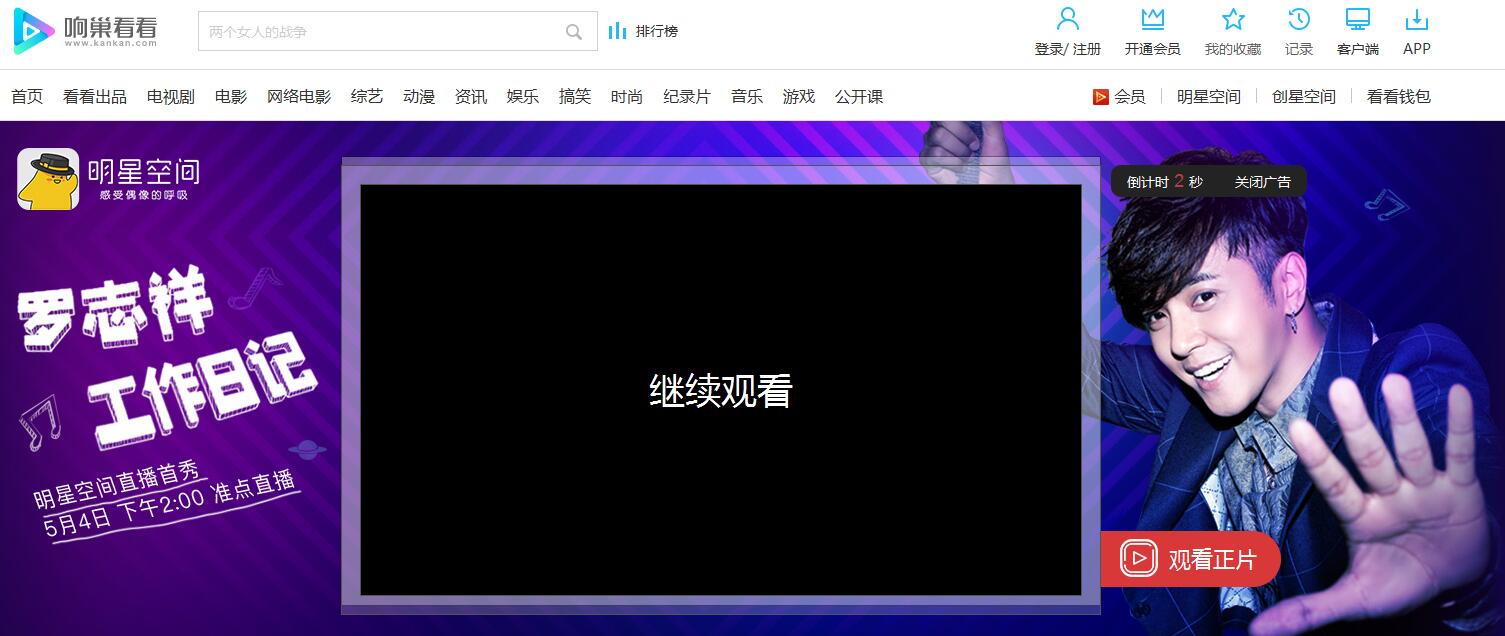 响巢看看
www.kankan.com
两个女人的战争
排行榜
登录/ 注册
开通会员
我的收藏
记录
客户端
APP
首页 看看出品 电视剧 电影 网络电影 综艺 动漫 资讯 娱乐 搞笑 时尚 纪录片 音乐 游戏 公开课
会员 明星空间 创星空间 看看钱包
明星空间
感受偶像的呼吸
倒计时 2 秒 关闭广告
罗志祥
工作日记
继续观看
明星空间直播首秀
5月4日 下午2:00 准点直播
观看正片